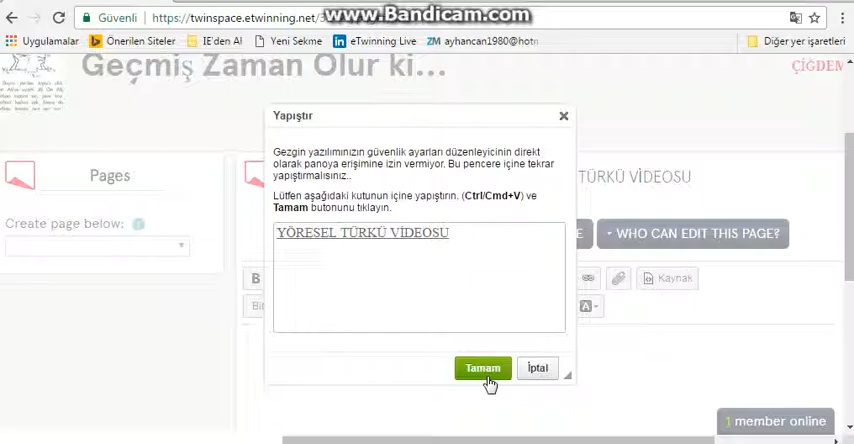 www.Bandicam.com
Güvenli
https://twinspace.etwinning.net/3
Uygulamalar
Önerilen Siteler
IE'den Al
Yeni Sekme
eTwinning Live
ayhancan1980@hotm
Diğer yer işaretleri
Geçmiş Zaman Olur ki...
ÇİĞDEM
Yapıştır
Gezgin yazılımınızın güvenlik ayarları düzenleyicinin direkt
olarak panoya erişimine izin vermiyor. Bu pencere içine tekrar
yapıştırmalısınız..
Lütfen aşağıdaki kutunun içine yapıştırın. (Ctrl/Cmd+V) ve
Tamam butonunu tıklayın.
YÖRESEL TÜRKÜ VİDEOSU
Tamam
İptal
Pages
Create page below:
TÜRKÜ VİDEOSU
WHO CAN EDIT THIS PAGE?
B
Kaynak
A
1 member online